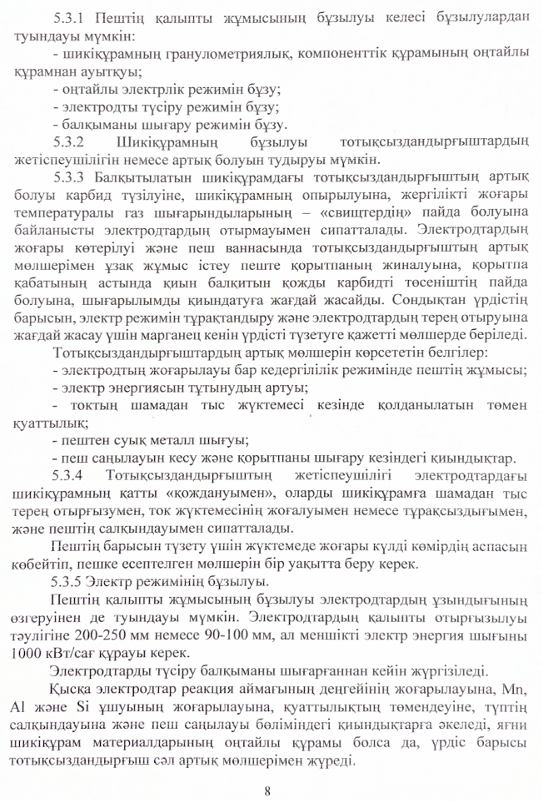 5.3.1 Пештің қалыпты жұмысының бұзылуы келесі бұзылулардан
туындауы мүмкін:
- шикіқұрамның гранулометриялық, компоненттік құрамының оңтайлы
құрамнан ауытқуы;
- оңтайлы электрлік режимін бұзу;
- электродты түсіру режимін бұзу;
- балқыманы шығару режимін бұзу.
5.3.2 Шикіқұрамның бұзылуы тотықсыздандырғыштардың
жетіспеушілігін немесе артық болуын тудыруы мүмкін.
5.3.3 Балқытылатын шикіқұрамдағы тотықсыздандырғыштың артық
болуы карбид түзілуіне, шикіқұрамның опырылуына, жергілікті жоғары
температуралы газ шығарындыларының – «свищтердің» пайда болуына
байланысты электродтардың отырмауымен сипатталады. Электродтардың
жоғары көтерілуі және пеш ваннасында тотықсыздандырғыштың артық
мөлшерімен ұзақ жұмыс істеу пеште қорытпаның жиналуына, қорытпа
қабатының астында қиын балқитын қожды карбидті төсеніштің пайда
болуына, шығарылымды қиындатуға жағдай жасайды. Сондықтан үрдістің
барысын, электр режимін тұрақтандыру және электродтардың терең отыруына
жағдай жасау үшін марганец кенін үрдісті түзетуге қажетті мөлшерде беріледі.
Тотықсыздандырғыштардың артық мөлшерін көрсететін белгілер:
- электродтың жоғарылауы бар кедергілілік режимінде пештің жұмысы;
- электр энергиясын тұтынудың артуы;
- токтың шамадан тыс жүктемесі кезінде қолданылатын төмен
қуаттылық;
- пештен суық металл шығуы;
- пеш саңылауын кесу және қорытпаны шығару кезіндегі қиындықтар.
5.3.4 Тотықсыздандырғыштың жетіспеушілігі электродтардағы
шикіқұрамның қатты «қождануымен», оларды шикіқұрамға шамадан тыс
терең отырғызумен, ток жүктемесінің жоғалуымен немесе тұрақсыздығымен,
және пештің салқындауымен сипатталады.
Пештің барысын түзету үшін жүктемеде жоғары күлді көмірдің аспасын
көбейтіп, пешке есептелген мөлшерін бір уақытта беру керек.
5.3.5 Электр режимінің бұзылуы.
Пештің қалыпты жұмысының бұзылуы электродтардың ұзындығының
өзгеруінен де туындауы мүмкін. Электродтардың қалыпты отырғызылуы
тәулігіне 200-250 мм немесе 90-100 мм, ал меншікті электр энергия шығыны
1000 кВт/сағ құрауы керек.
Электродтарды түсіру балқыманы шығарғаннан кейін жүргізіледі.
Қысқа электродтар реакция аймағының деңгейінің жоғарылауына, Mn,
Al және Si ұшуының жоғарылауына, қуаттылықтың төмендеуіне, түптің
салқындауына және пеш саңылауы бөліміндегі қиындықтарға әкеледі, яғни
шикіқұрам материалдарының оңтайлы құрамы болса да, үрдіс барысы
тотықсыздандырғыш сәл артық мөлшерімен жүреді.
8